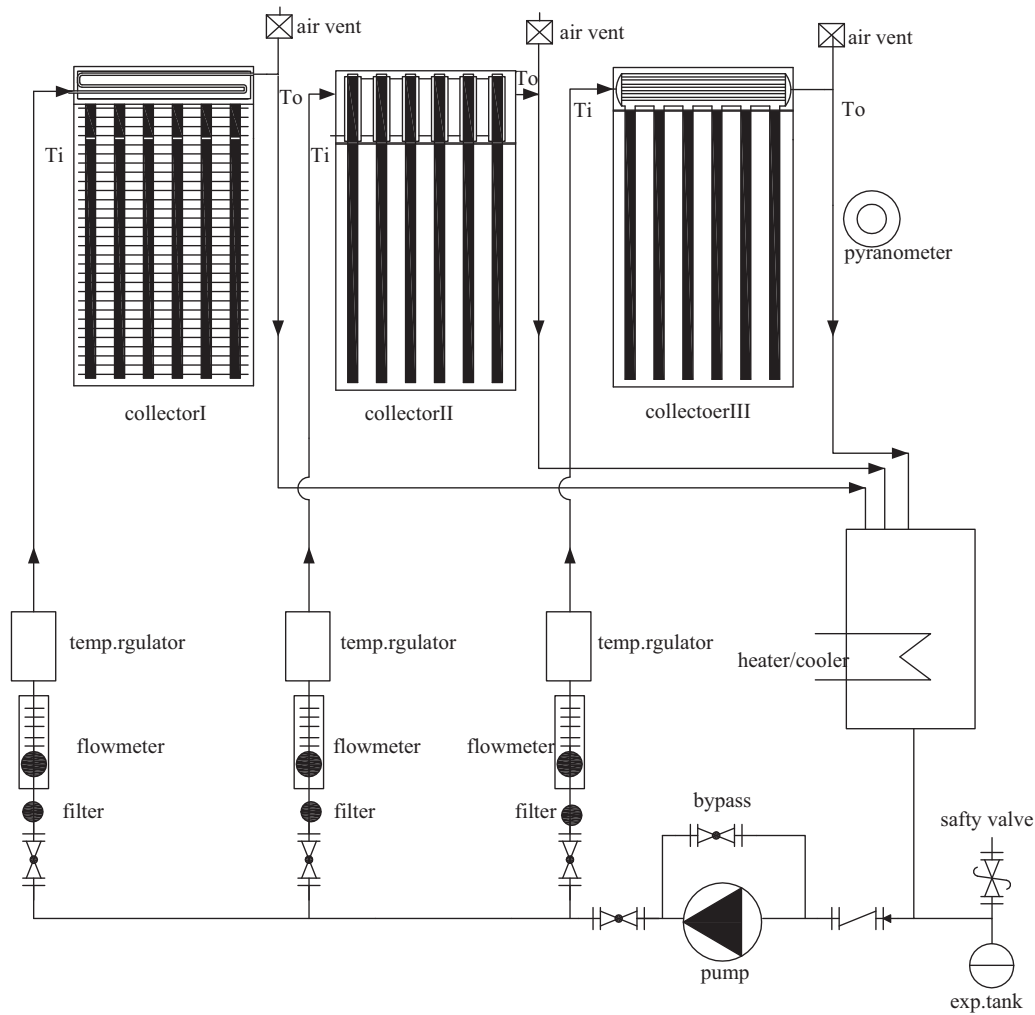 air vent
air vent
air vent
To
To
To
Ti
Ti
Ti
pyranometer
collectorI
collectorII
collectoerIII
temp.rgulator
temp.rgulator
temp.rgulator
heater/cooler
flowmeter
flowmeter
flowmeter
filter
filter
filter
bypass
safty valve
pump
exp.tank